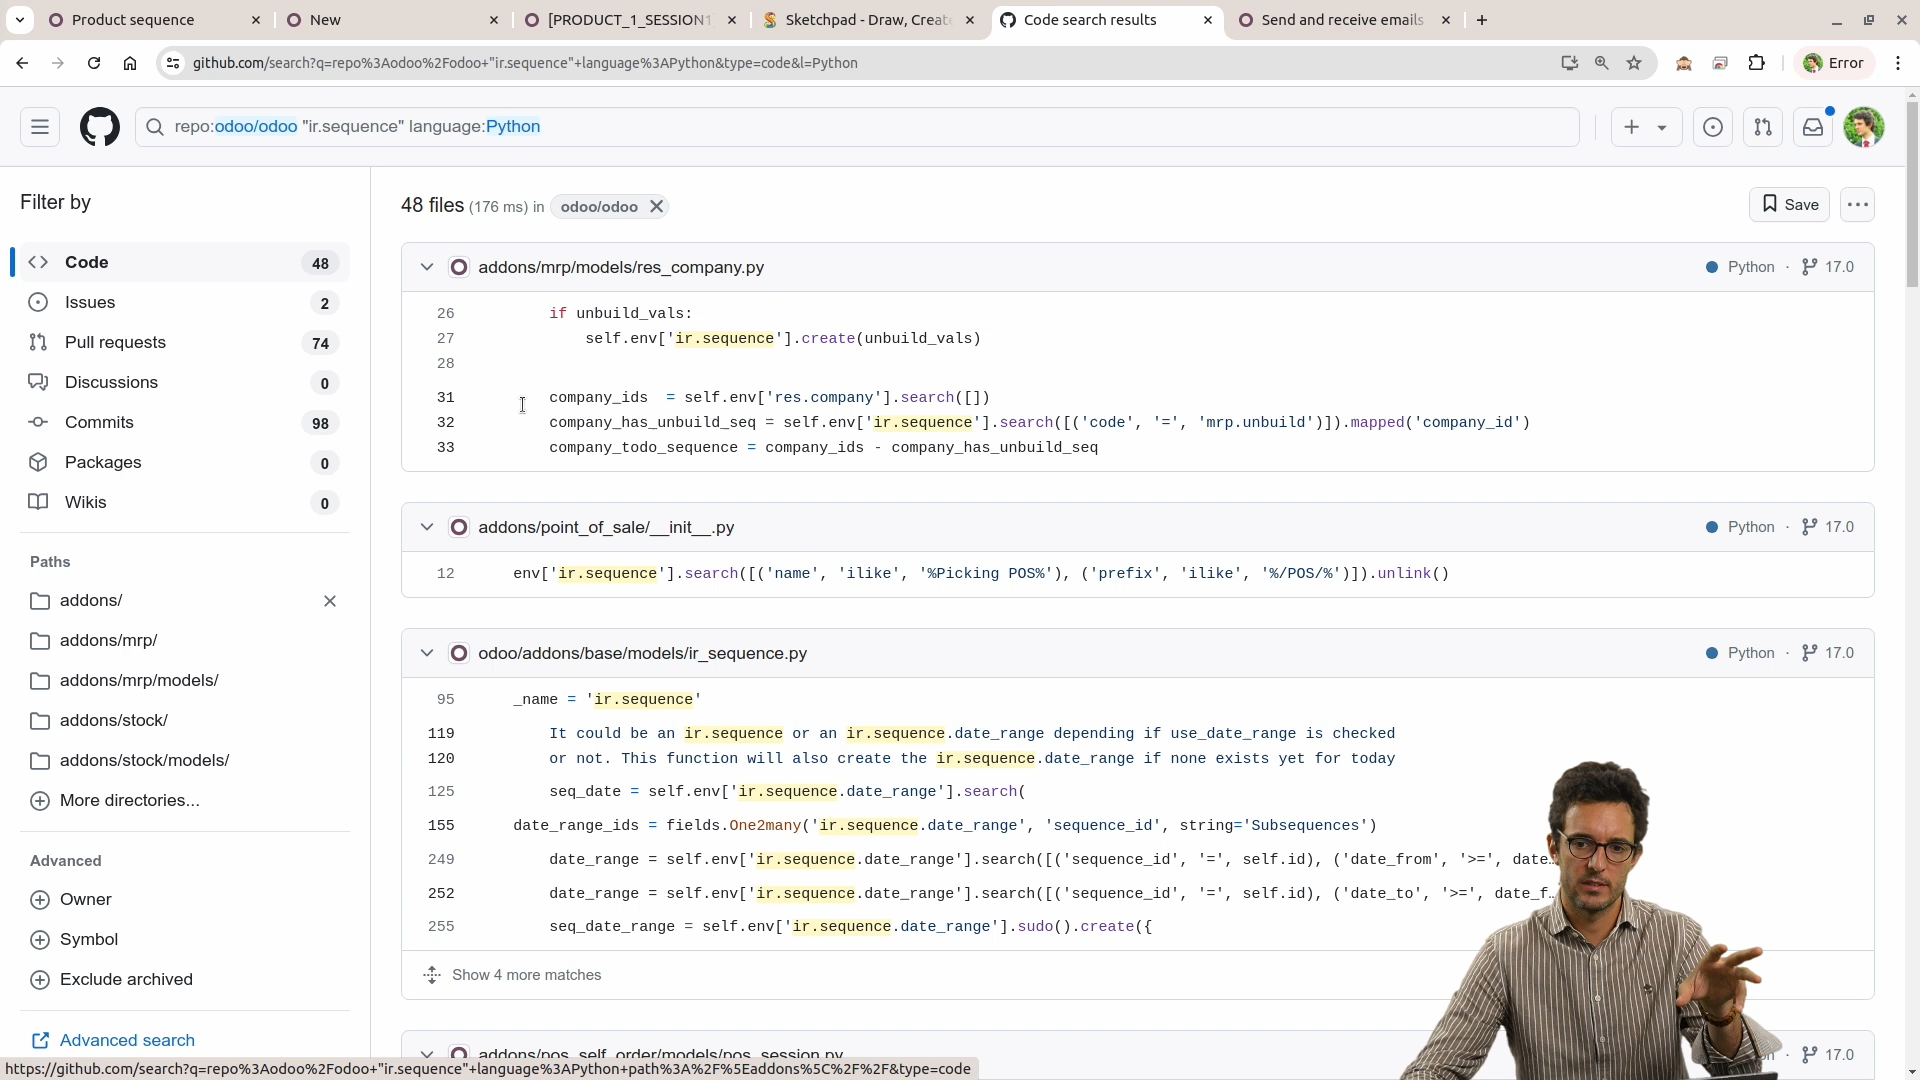 Product sequence
New
[PRODUCT_1_SESSION1
Sketchpad - Draw, Create
Code search results
Send and receive emails
github.com/search?q=repo%3Aodoo%2Fodoo+"ir.sequence"+language%3APython&type=code&l=Python
Error
repo:odoo/odoo "ir.sequence" language:Python
Filter by
Code 48
Issues 2
Pull requests 74
Discussions 0
Commits 98
Packages 0
Wikis 0
Paths
addons/
addons/mrp/
addons/mrp/models/
addons/stock/
addons/stock/models/
More directories...
Advanced
Owner
Symbol
Exclude archived
Advanced search
48 files (176 ms) in odoo/odoo
Save
addons/mrp/models/res_company.py Python · 17.0
26 if unbuild_vals:
27 self.env['ir.sequence'].create(unbuild_vals)
28
31 company_ids = self.env['res.company'].search([])
32 company_has_unbuild_seq = self.env['ir.sequence'].search([('code', '=', 'mrp.unbuild')]).mapped('company_id')
33 company_todo_sequence = company_ids - company_has_unbuild_seq
addons/point_of_sale/__init__.py Python · 17.0
12 env['ir.sequence'].search([('name', 'ilike', '%Picking POS%'), ('prefix', 'ilike', '%/POS/%')]).unlink()
odoo/addons/base/models/ir_sequence.py Python · 17.0
95 _name = 'ir.sequence'
119 It could be an ir.sequence or an ir.sequence.date_range depending if use_date_range is checked
120 or not. This function will also create the ir.sequence.date_range if none exists yet for today
125 seq_date = self.env['ir.sequence.date_range'].search(
155 date_range_ids = fields.One2many('ir.sequence.date_range', 'sequence_id', string='Subsequences')
249 date_range = self.env['ir.sequence.date_range'].search([('sequence_id', '=', self.id), ('date_from', '>=', date…
252 date_range = self.env['ir.sequence.date_range'].search([('sequence_id', '=', self.id), ('date_to', '>=', date_f…
255 seq_date_range = self.env['ir.sequence.date_range'].sudo().create({
Show 4 more matches
addons/pos_self_order/models/pos_session.py 17.0
https://github.com/search?q=repo%3Aodoo%2Fodoo+"ir.sequence"+language%3APython+path%3A%2F%5Eaddons%5C%2F%2F&type=code